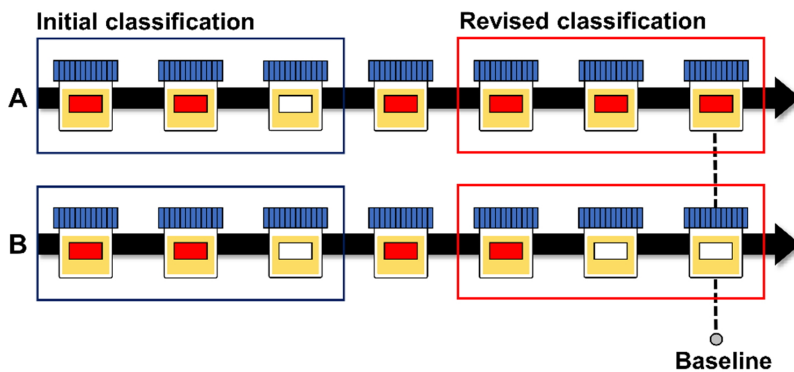 Initial classification
Revised classification
A
B
Baseline